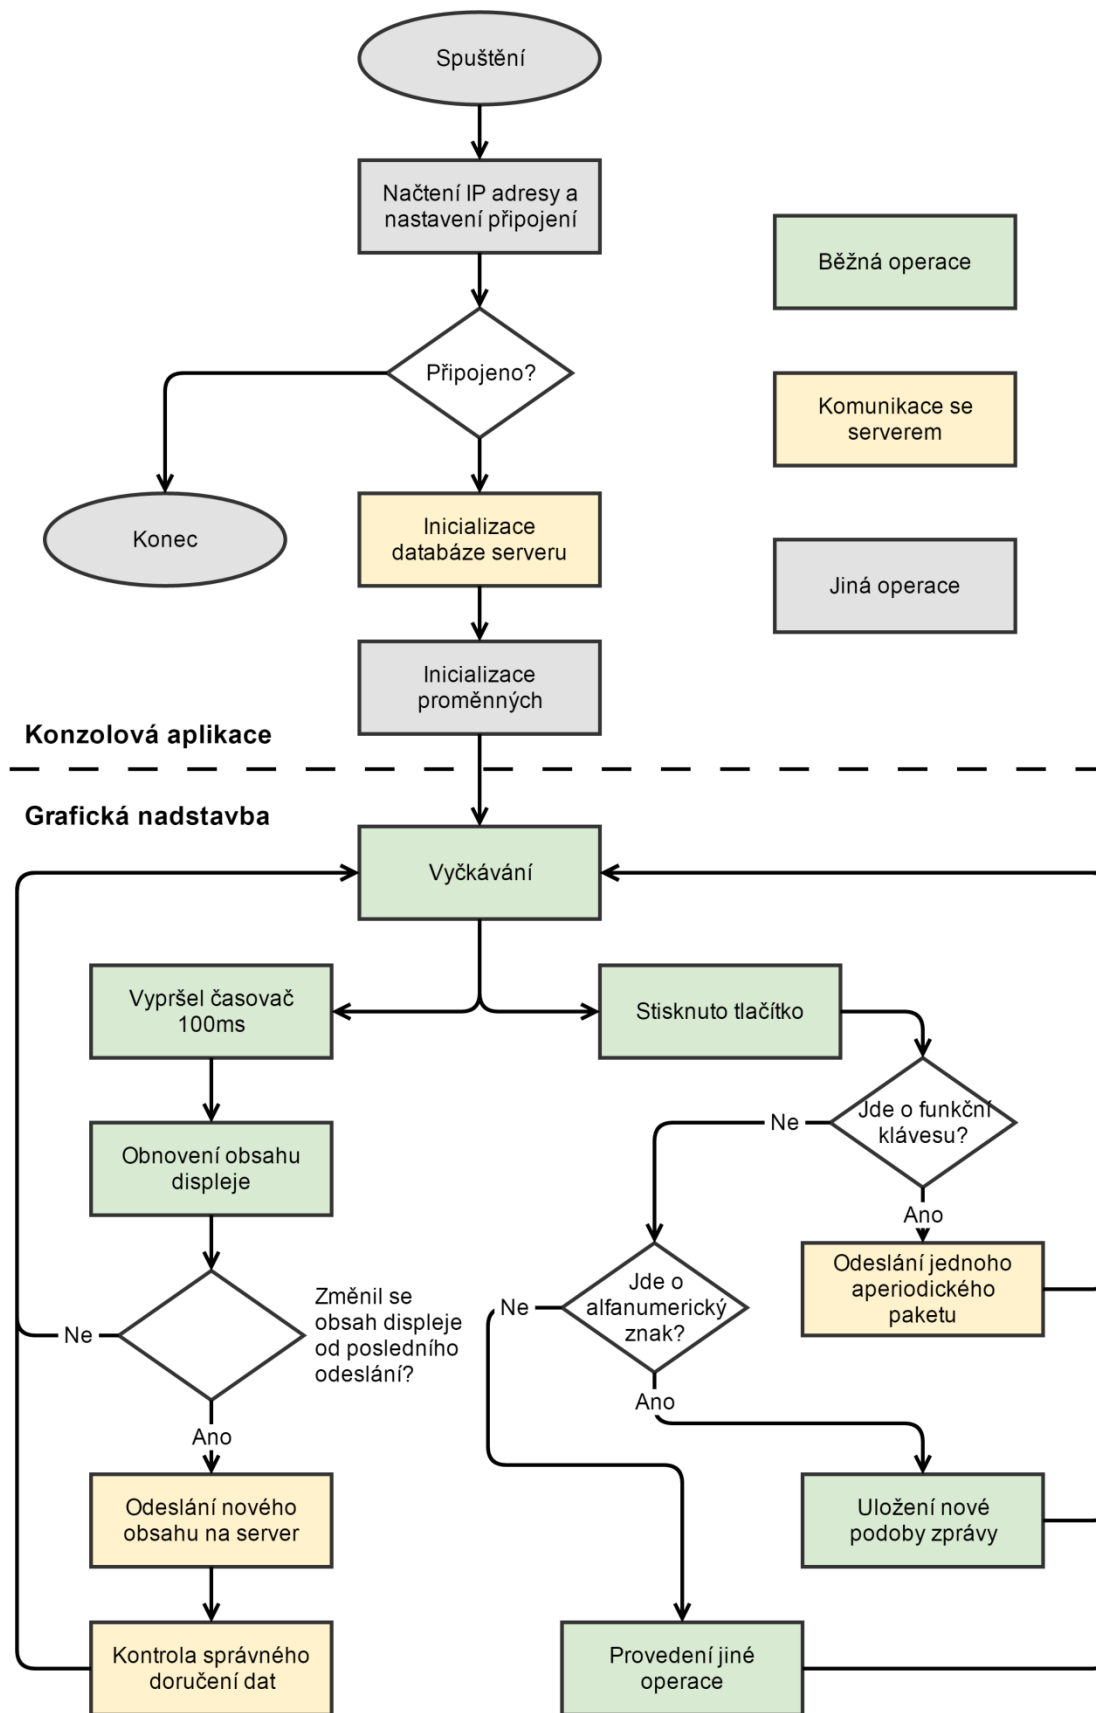 Spuštění
Načtení IP adresy a
nastavení připojení
Běžná operace
Připojeno?
Komunikace se
serverem
Konec
Inicializace
databáze serveru
Jiná operace
Inicializace
proměnných
Konzolová aplikace
Grafická nadstavba
Vyčkávání
Vypršel časovač
100ms
Stisknuto tlačítko
Jde o funkční
klávesu?
Ne
Obnovení obsahu
displeje
Ano
Odeslání jednoho
aperiodického
paketu
Jde o
alfanumerický
znak?
Ne
Změnil se
obsah displeje
od posledního
odeslání?
Ne
Ano
Ano
Odeslání nového
obsahu na server
Uložení nové
podoby zprávy
Kontrola správného
doručení dat
Provedení jiné
operace